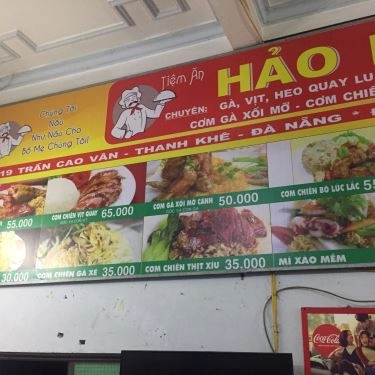 Chúng Tôi
Nấu
Như Nấu Cho
Bố Mẹ Chúng Tôi!
Tiệm Ăn
HẢO
CHUYÊN: GÀ, VỊT, HEO QUAY LU
CƠM GÀ XỐI MỠ - CƠM CHIÊ
19 TRẦN CAO VÂN - THANH KHÊ - ĐÀ NẴNG *
55.000
CƠM CHIÊN VỊT QUAY 65.000
CƠM GÀ XỐI MỠ CÁNH 50.000
CƠM CHIÊN BÒ LÚC LẮC 55
30.000
CƠM CHIÊN GÀ XÉ 35.000
CƠM CHIÊN THỊT XÍU 35.000
MÌ XÀO MỀM
Coca-Cola